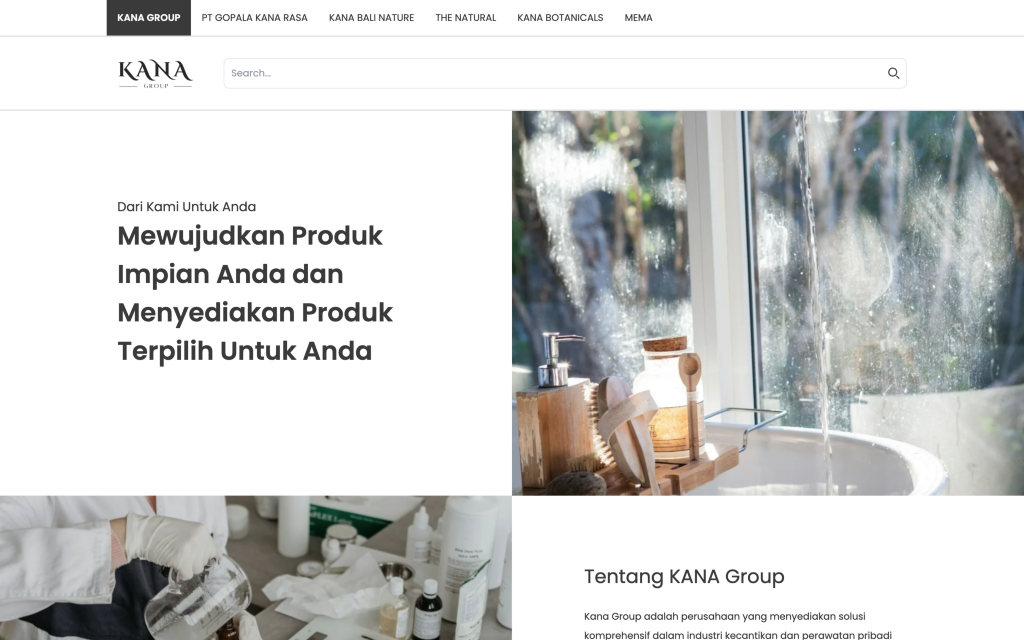 KANA GROUP PT GOPALA KANA RASA KANA BALI NATURE THE NATURAL KANA BOTANICALS MEMA
KANA
GROUP
Search...
Dari Kami Untuk Anda
Mewujudkan Produk
Impian Anda dan
Menyediakan Produk
Terpilih Untuk Anda
Tentang KANA Group
Kana Group adalah perusahaan yang menyediakan solusi
komprehensif dalam industri kecantikan dan perawatan pribadi